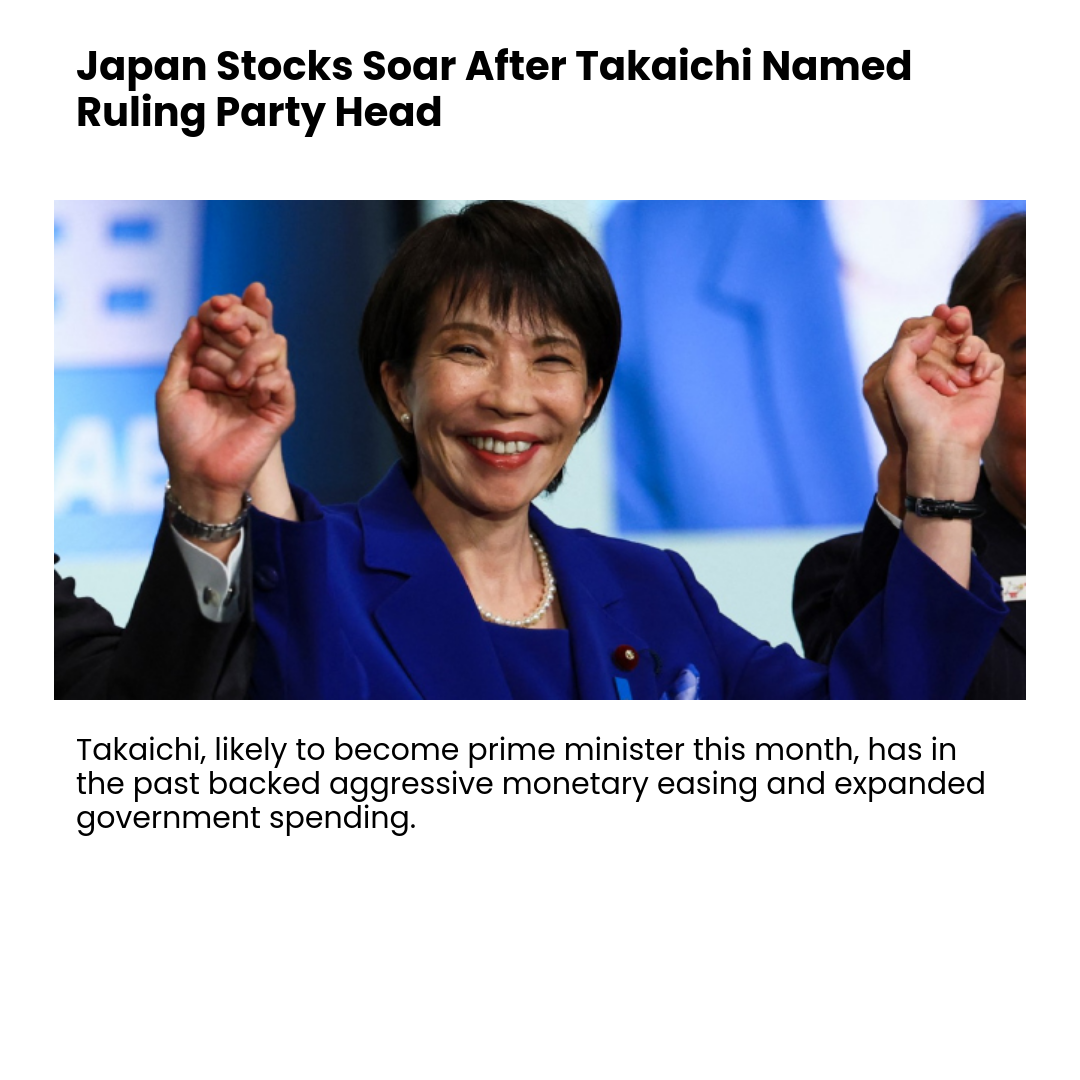 Japan Stocks Soar After Takaichi Named
Ruling Party Head
Takaichi, likely to become prime minister this month, has in
the past backed aggressive monetary easing and expanded
government spending.